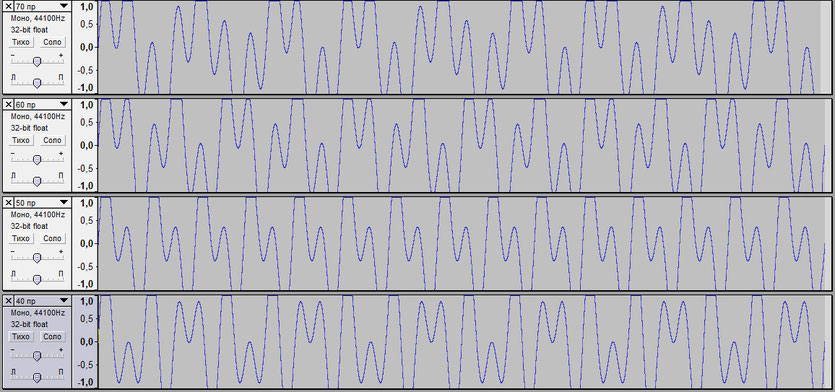 70 пр
Моно, 44100Hz
32-bit float
Тихо Соло
- +
Л П
1,0
0,5
0,0
-0,5
-1,0
60 пр
Моно, 44100Hz
32-bit float
Тихо Соло
- +
Л П
1,0
0,5
0,0
-0,5
-1,0
50 пр
Моно, 44100Hz
32-bit float
Тихо Соло
- +
Л П
1,0
0,5
0,0
-0,5
-1,0
40 пр
Моно, 44100Hz
32-bit float
Тихо Соло
- +
Л П
1,0
0,5
0,0
-0,5
-1,0